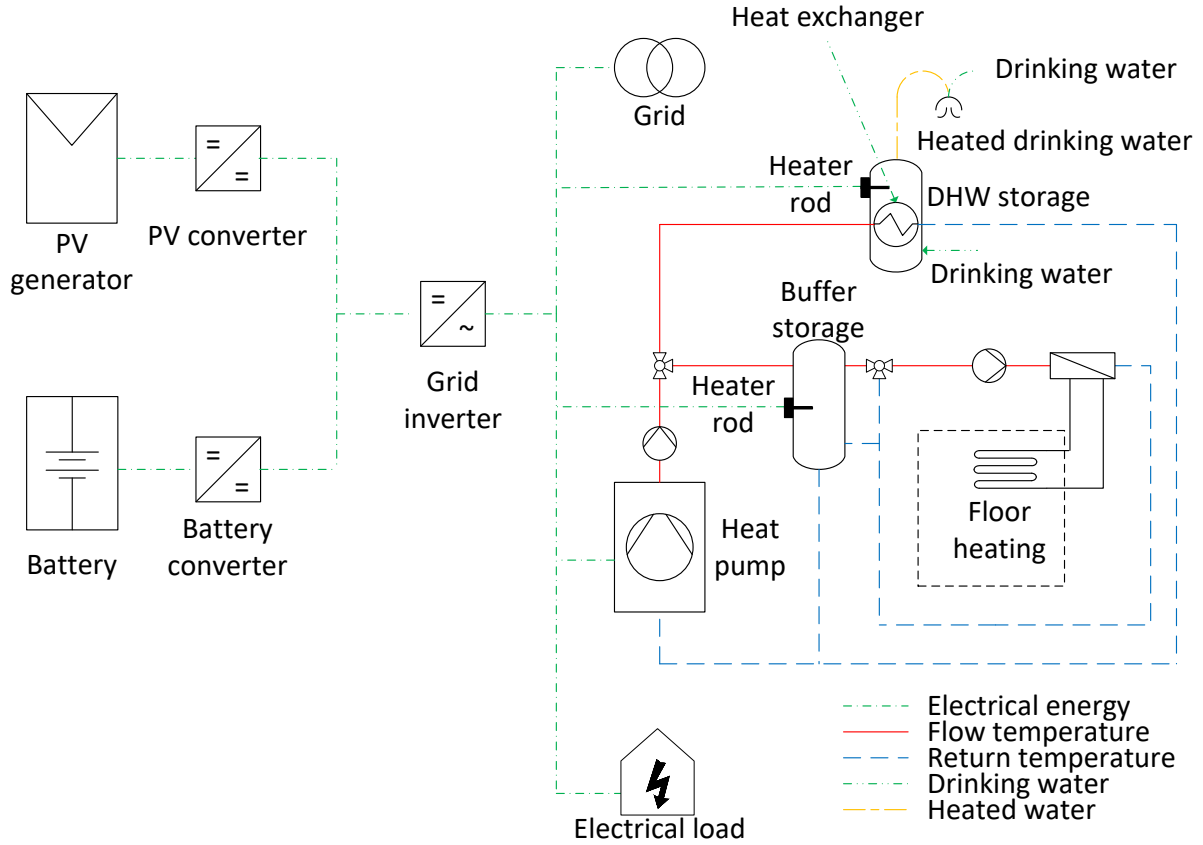 Heat exchanger
Drinking water
Grid
Heated drinking water
Heater
rod
DHW storage
=
=
PV converter
PV
generator
Drinking water
Buffer
storage
=
~
Grid
inverter
Heater
rod
=
=
Battery
converter
Battery
Heat
pump
Floor
heating
Electrical energy
Flow temperature
Return temperature
Drinking water
Heated water
Electrical load